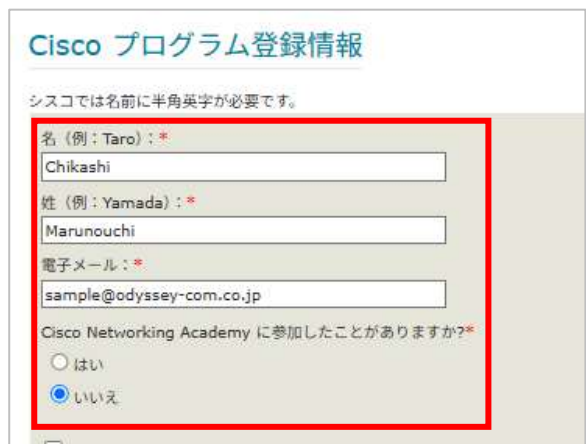 Cisco プログラム登録情報
シスコでは名前に半角英字が必要です。
名（例：Taro）：*
Chikashi
姓（例：Yamada）：*
Marunouchi
電子メール：*
sample@odyssey-com.co.jp
Cisco Networking Academy に参加したことがありますか?*
はい
いいえ